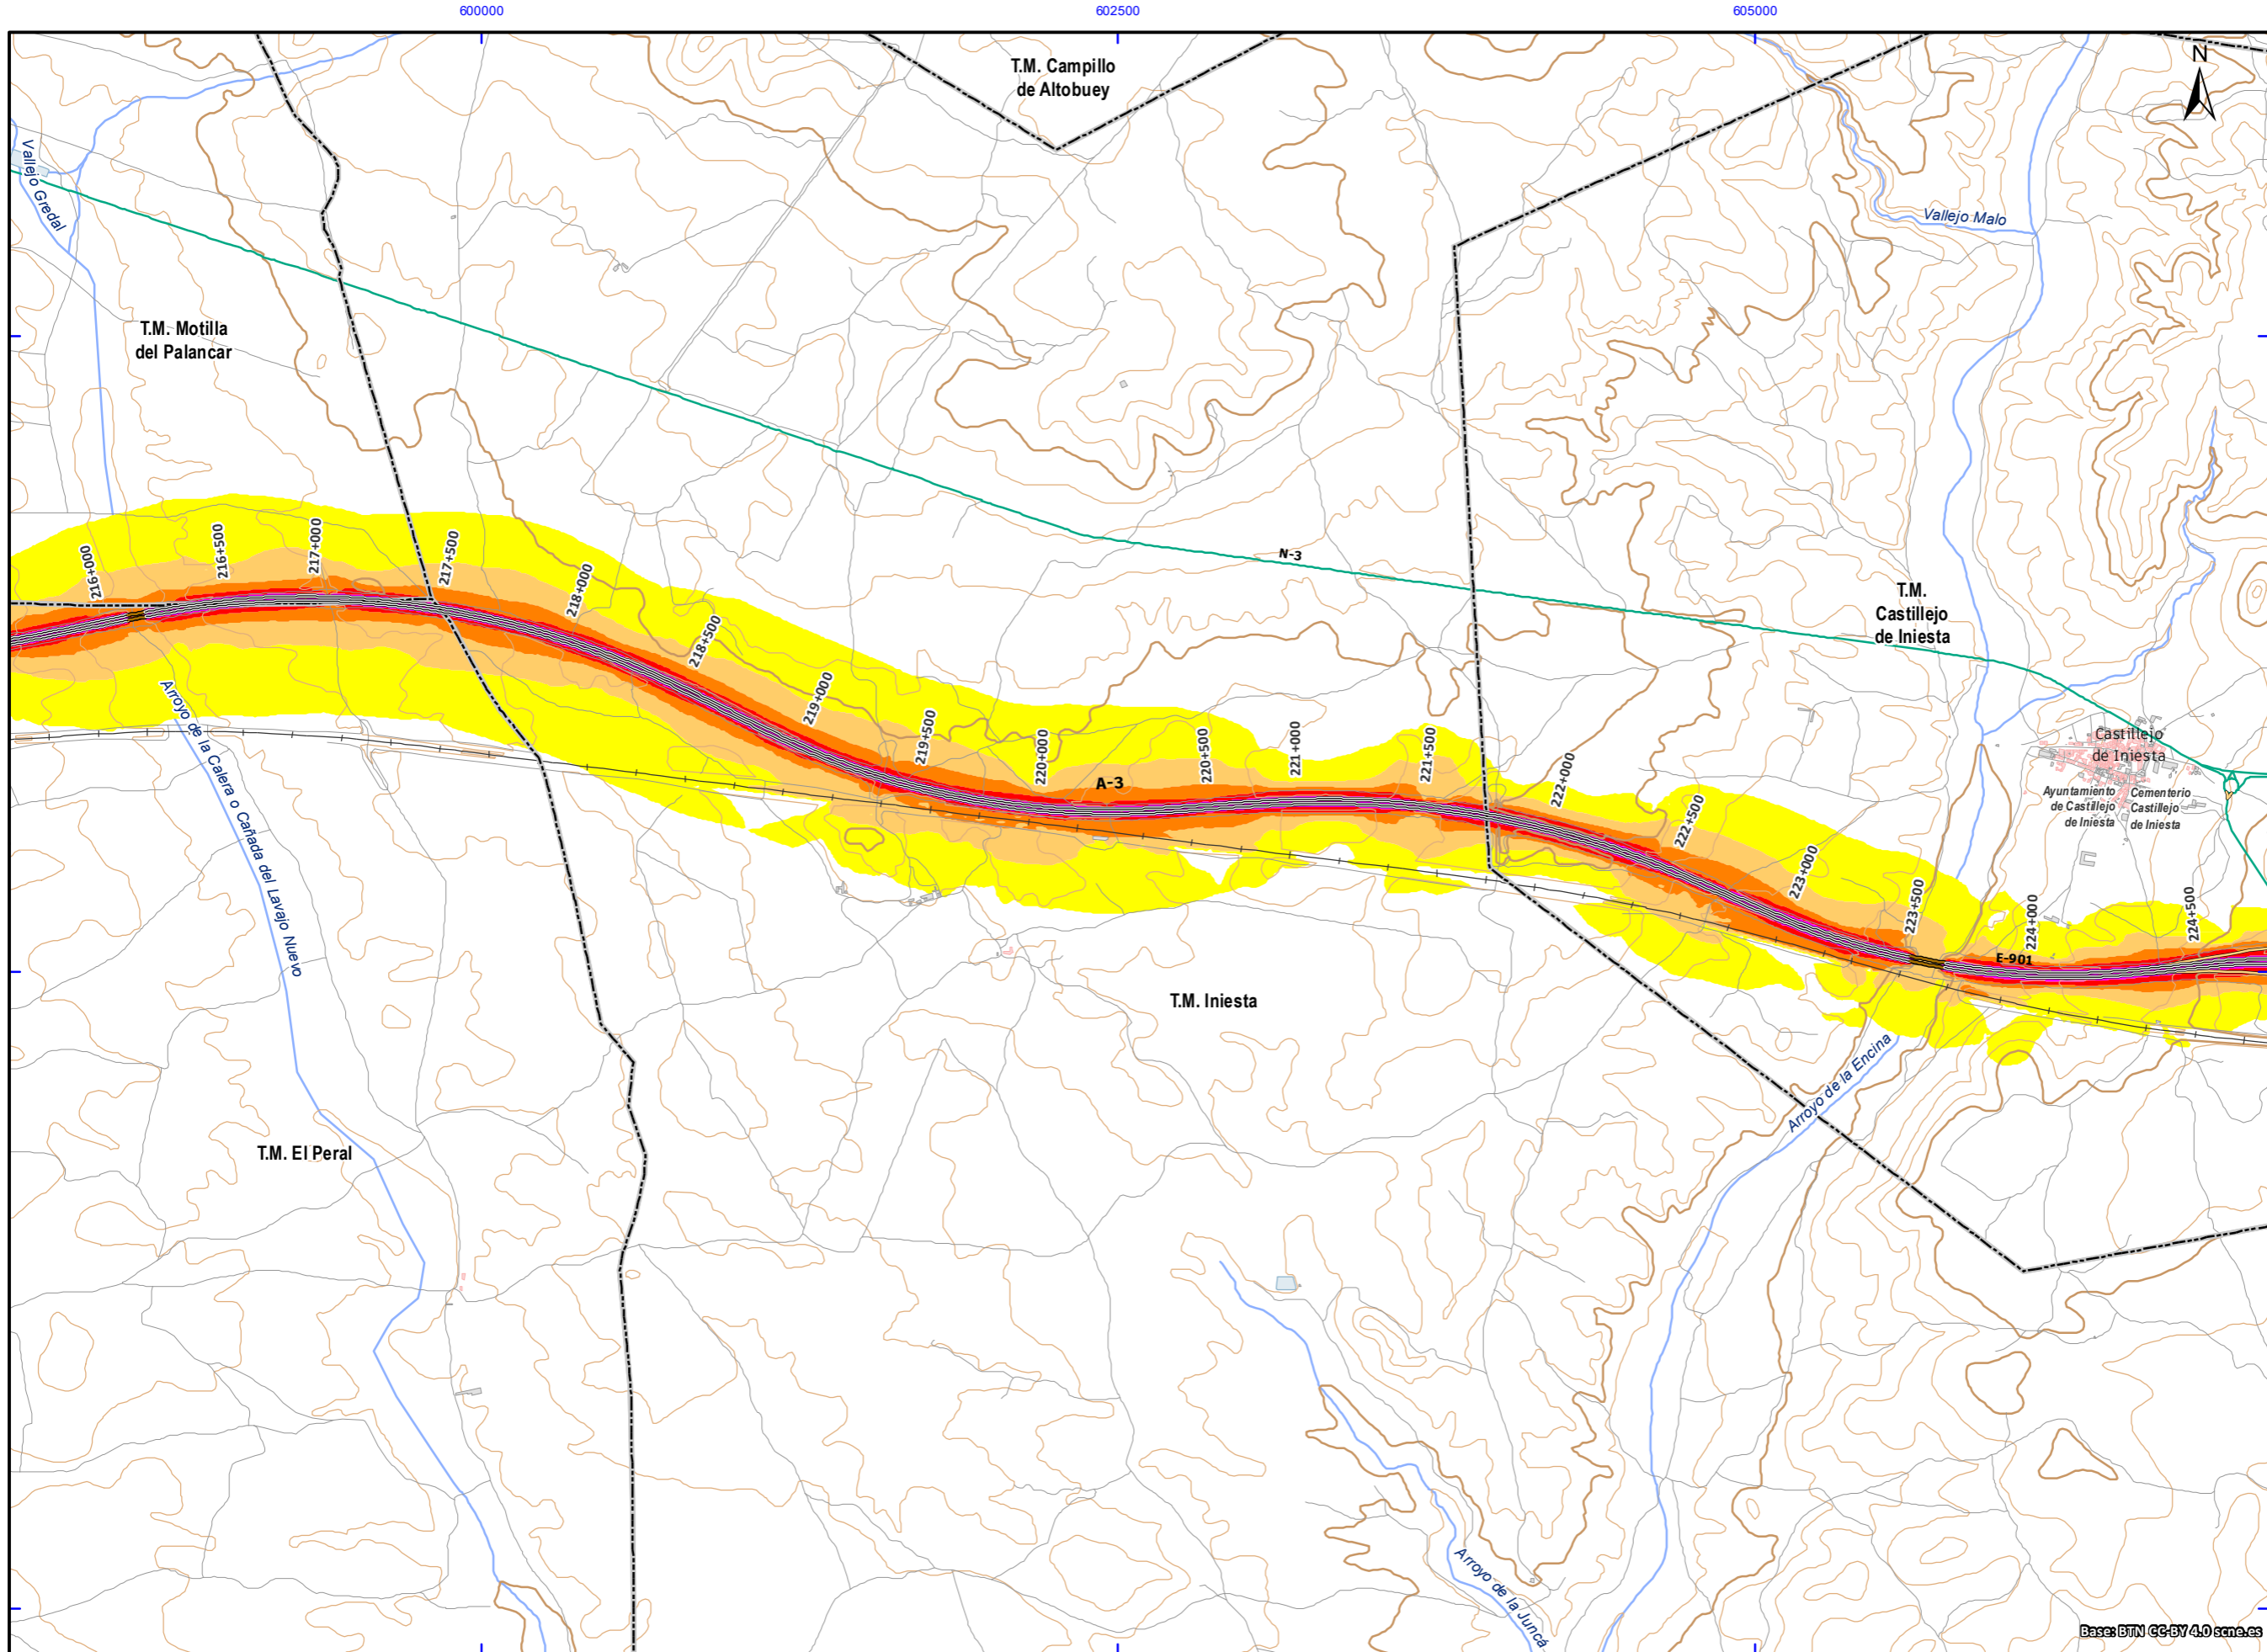 600000
602500
605000
N
T.M. Campillo
de Altobuey
Vallejo Gredal
Vallejo Malo
T.M. Motilla
del Palancar
216+000
216+500
217+000
217+500
218+000
218+500
219+000
219+500
220+000
220+500
221+000
221+500
222+000
222+500
223+000
223+500
224+000
224+500
N-3
A-3
E-901
T.M.
Castillejo
de Iniesta
Castillejo
de Iniesta
Ayuntamiento
de Castillejo
de Iniesta
Cementerio
Castillejo
de Iniesta
Arroyo de la Calera o Cañada del Lavajo Nuevo
T.M. Iniesta
Arroyo de la Encina
T.M. El Peral
Arroyo de la Juncá
Base: BTN CC-BY 4.0 scne.es